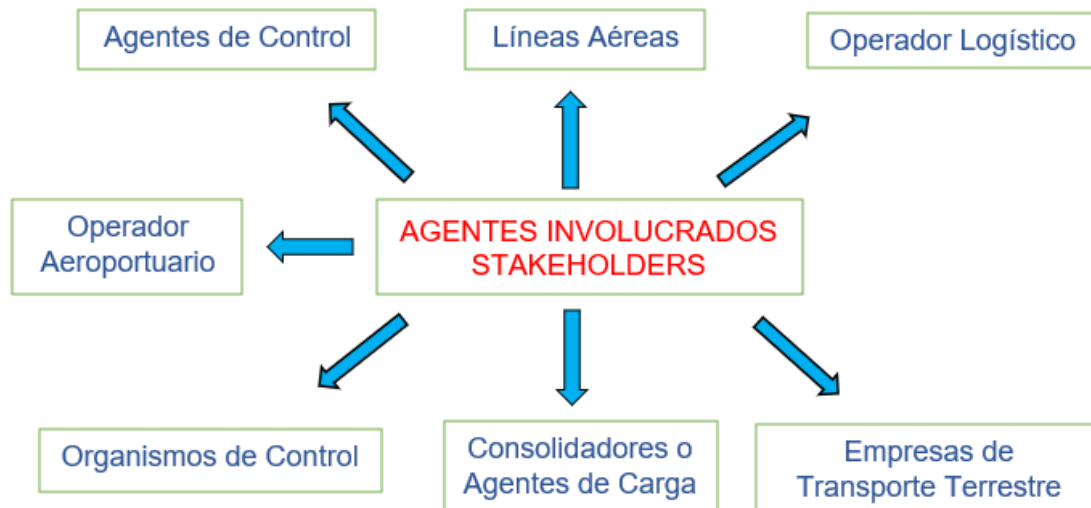 Agentes de Control
Líneas Aéreas
Operador Logístico
Operador
Aeroportuario
AGENTES INVOLUCRADOS
STAKEHOLDERS
Organismos de Control
Consolidadores o
Agentes de Carga
Empresas de
Transporte Terrestre